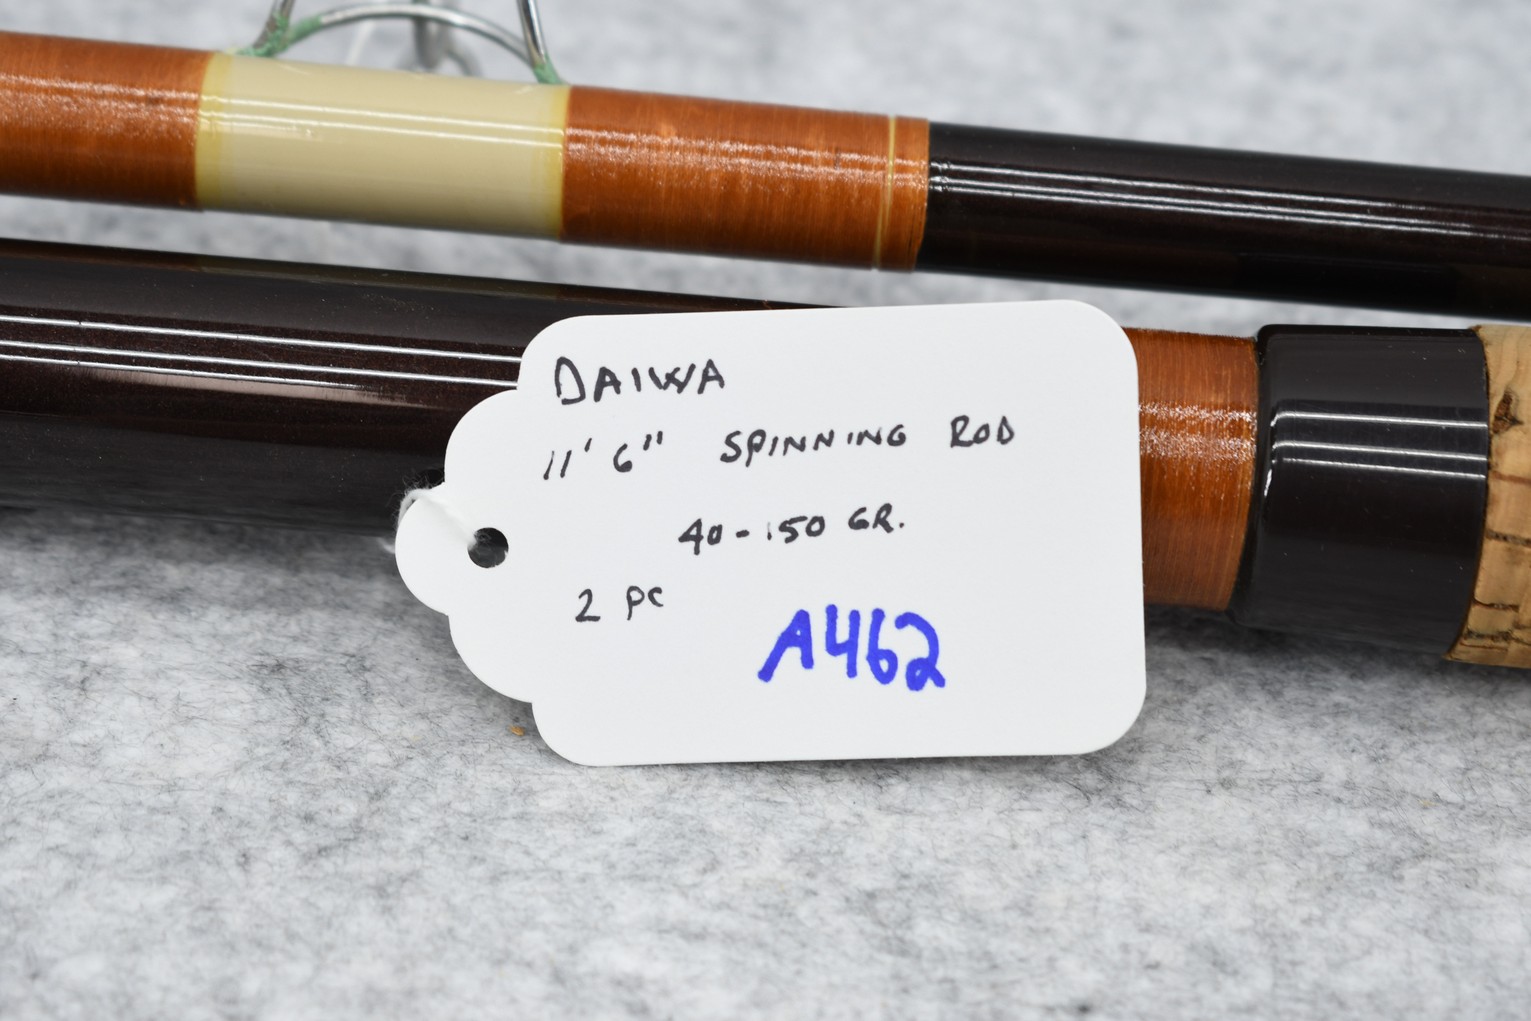 DAIWA
11' 6" SPINNING ROD
40-150 GR.
2 PC
A462